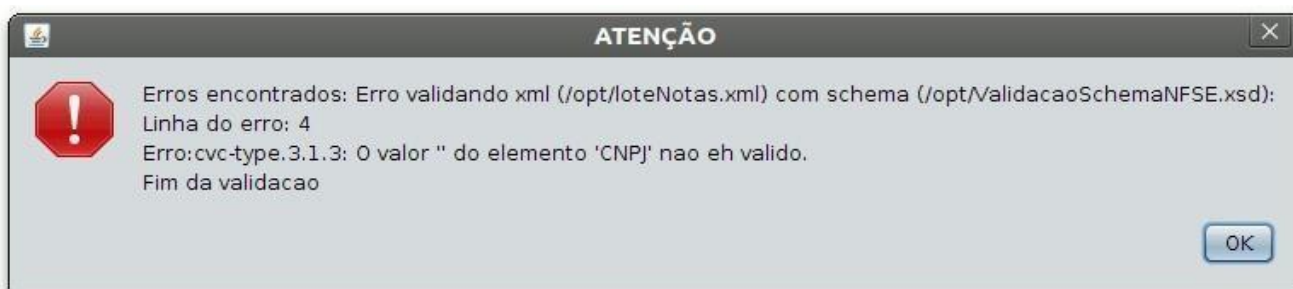 ATENÇÃO
Erros encontrados: Erro validando xml (/opt/loteNotas.xml) com schema (/opt/ValidacaoSchemaNFSE.xsd):
Linha do erro: 4
Erro:cvc-type.3.1.3: O valor '' do elemento 'CNPJ' nao eh valido.
Fim da validacao
OK